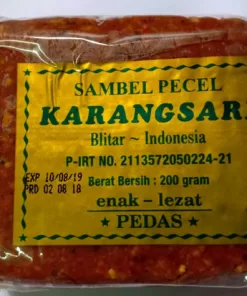 SAMBEL PECEL
KARANGSARI
Blitar ~ Indonesia
P-IRT NO. 2113572050224-21
EXP 10/08/19
PRD 02 08 18
Berat Bersih : 200 gram
enak - lezat
★ PEDAS ★